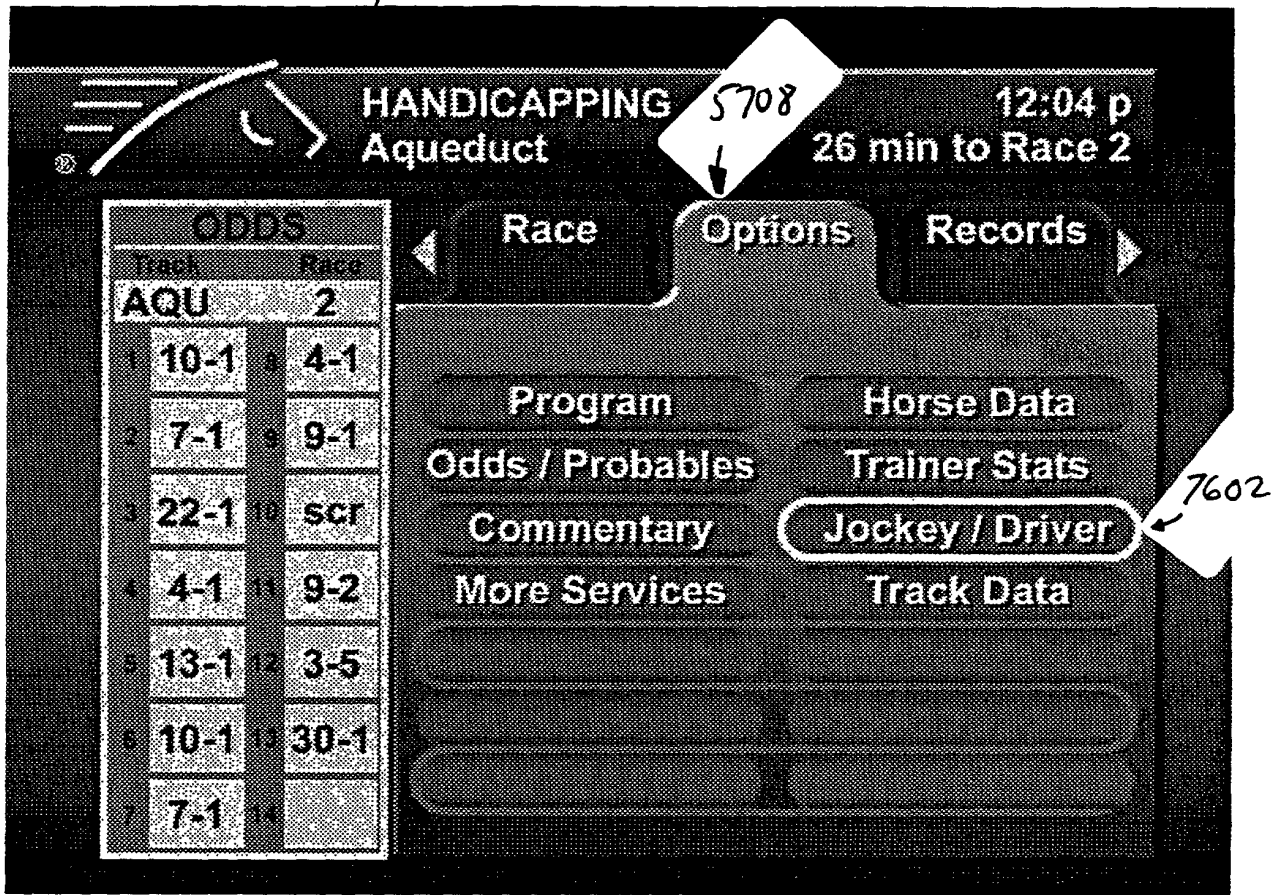 HANDICAPPING
Aqueduct
5708
12:04 p
26 min to Race 2
ODDS
Track Race
AQU 2
1 10-1 8 4-1
2 7-1 9 9-1
3 22-1 10 scr
4 4-1 11 9-2
5 13-1 12 3-5
6 10-1 13 30-1
7 7-1 14
Race Options Records
Program Horse Data
Odds / Probables Trainer Stats
Commentary Jockey / Driver
More Services Track Data
7602